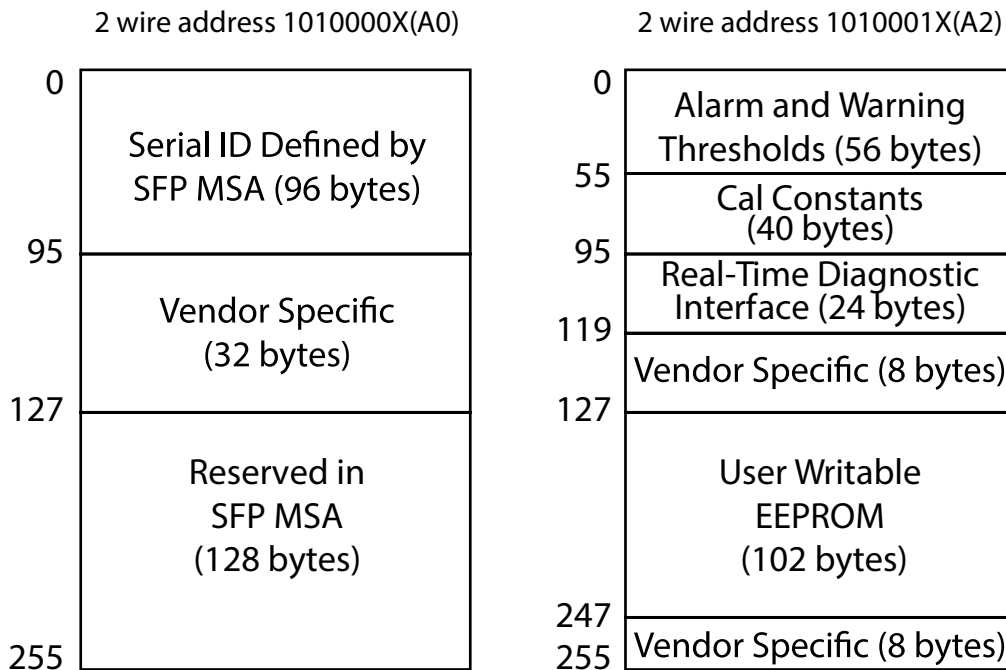 2 wire address 1010000X(A0)
0
Serial ID Defined by
SFP MSA (96 bytes)
95
Vendor Specific
(32 bytes)
127
Reserved in
SFP MSA
(128 bytes)
255
2 wire address 1010001X(A2)
0
Alarm and Warning
Thresholds (56 bytes)
55
Cal Constants
(40 bytes)
95
Real-Time Diagnostic
Interface (24 bytes)
119
Vendor Specific (8 bytes)
127
User Writable
EEPROM
(102 bytes)
247
Vendor Specific (8 bytes)
255